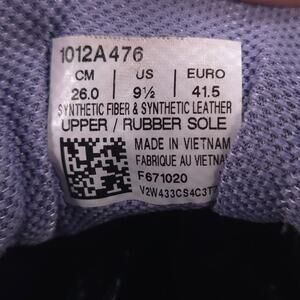 1012A476
CM US EURO
26.0 9½ 41.5
SYNTHETIC FIBER & SYNTHETIC LEATHER
UPPER / RUBBER SOLE
MADE IN VIETNAM
FABRIQUE AU VIETNAM
F671020
V2W433CS4C3T7